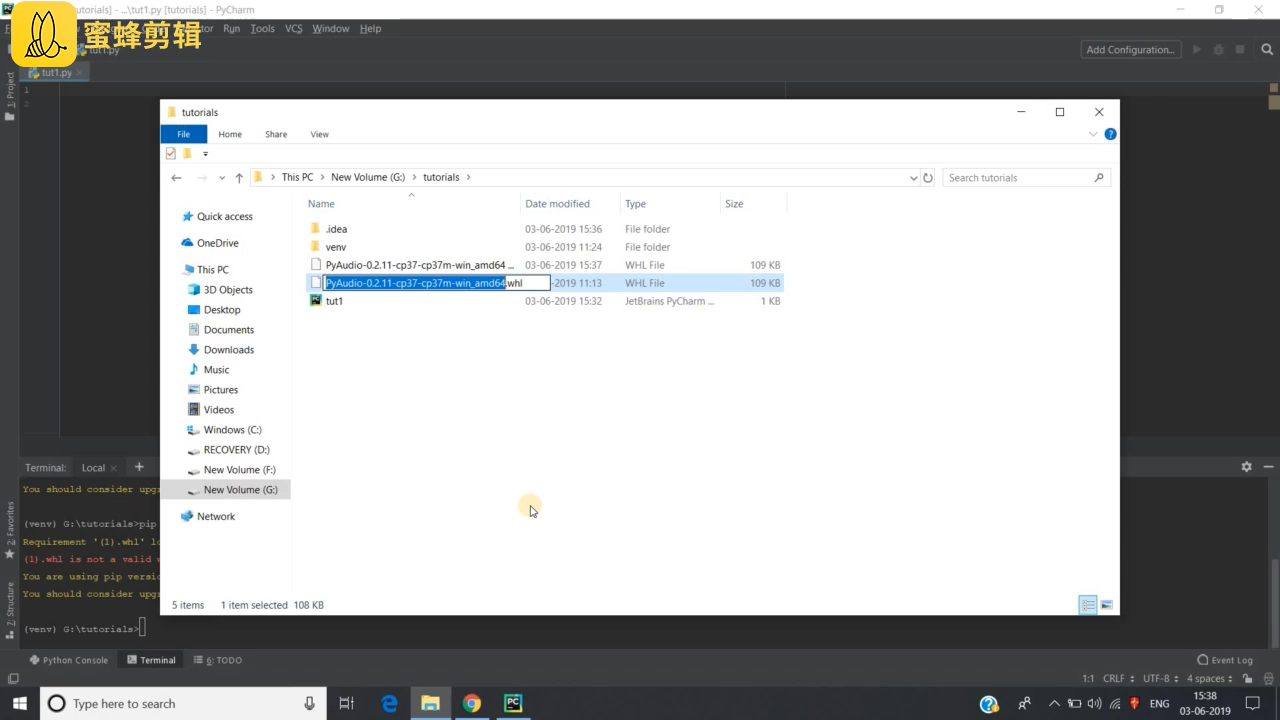 - ...\tut1.py [tutorials] - PyCharm
Run Tools VCS Window Help
蜜蜂剪辑
tut1.py
Add Configuration...
tut1.py
1: Project
1
2
tutorials
File Home Share View
This PC > New Volume (G:) > tutorials >
Search tutorials
Name Date modified Type Size
Quick access
OneDrive
This PC
3D Objects
Desktop
Documents
Downloads
Music
Pictures
Videos
Windows (C:)
RECOVERY (D:)
New Volume (F:)
New Volume (G:)
Network
.idea 03-06-2019 15:36 File folder
venv 03-06-2019 11:24 File folder
PyAudio-0.2.11-cp37-cp37m-win_amd64 ... 03-06-2019 15:37 WHL File 109 KB
PyAudio-0.2.11-cp37-cp37m-win_amd64.whl -2019 11:13 WHL File 109 KB
tut1 03-06-2019 15:32 JetBrains PyCharm ... 1 KB
5 items 1 item selected 108 KB
Terminal: Local × +
You should consider upgr
(venv) G:\tutorials>pip
Requirement '(1).whl' lo
(1).whl is not a valid w
You are using pip versio
You should consider upgr
(venv) G:\tutorials>
2: Favorites
7: Structure
Python Console Terminal 6: TODO Event Log
1:1 CRLF UTF-8 4 spaces
Type here to search
ENG
15:38
03-06-2019